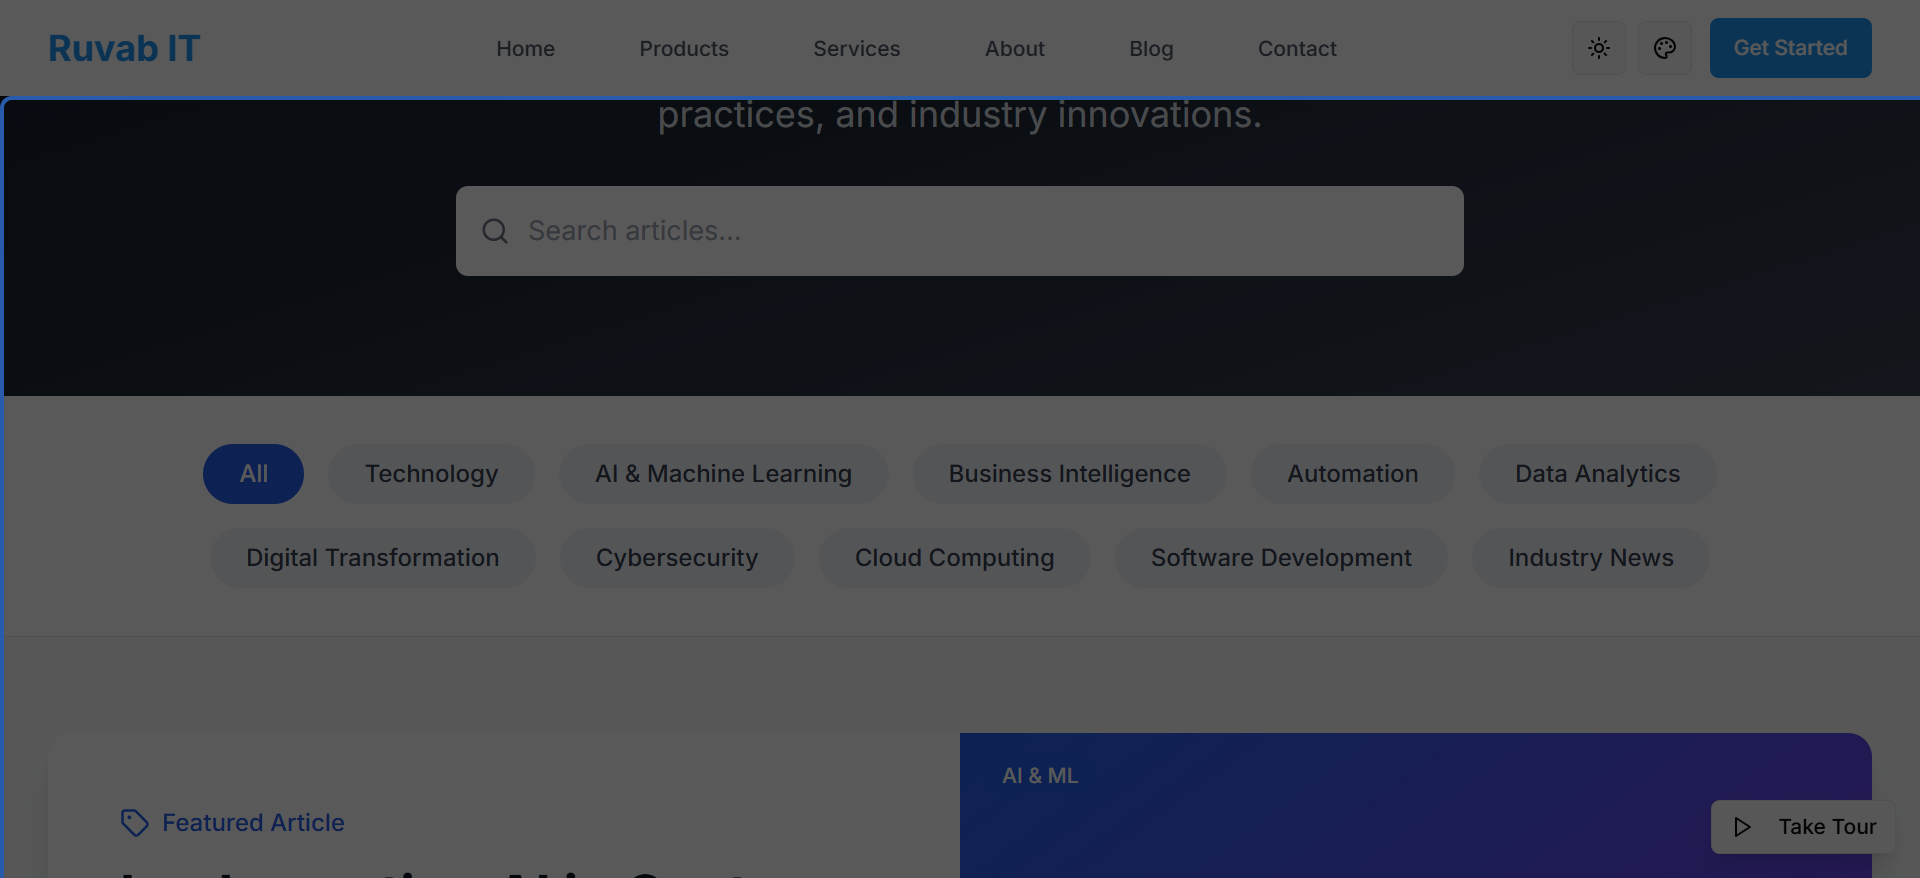 Ruvab IT
Home
Products
Services
About
Blog
Contact
Get Started
practices, and industry innovations.
Search articles...
All
Technology
AI & Machine Learning
Business Intelligence
Automation
Data Analytics
Digital Transformation
Cybersecurity
Cloud Computing
Software Development
Industry News
AI & ML
Featured Article
Take Tour